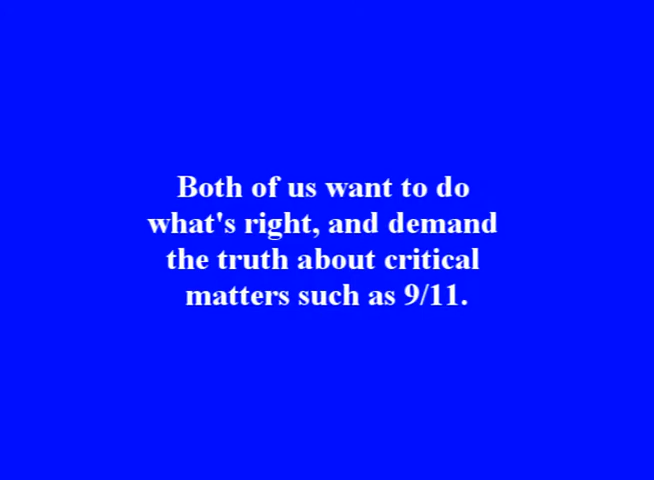 Both of us want to do
what's right, and demand
the truth about critical
matters such as 9/11.